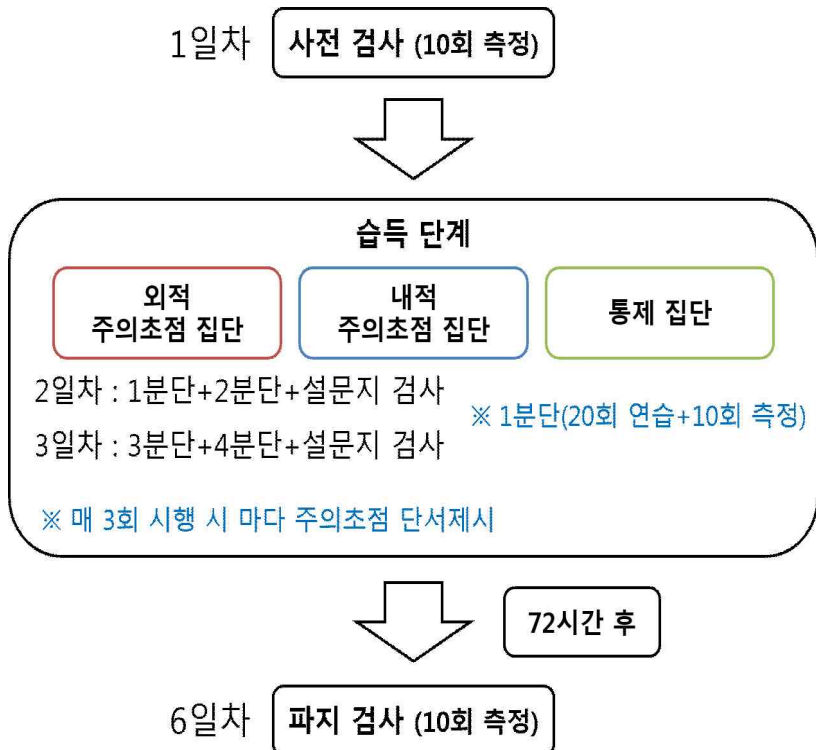 1일차 사전 검사 (10회 측정)
습득 단계
외적
주의초점 집단
내적
주의초점 집단
통제 집단
2일차 : 1분단+2분단+설문지 검사
※ 1분단(20회 연습+10회 측정)
3일차 : 3분단+4분단+설문지 검사
※ 매 3회 시행 시 마다 주의초점 단서제시
72시간 후
6일차 파지 검사 (10회 측정)